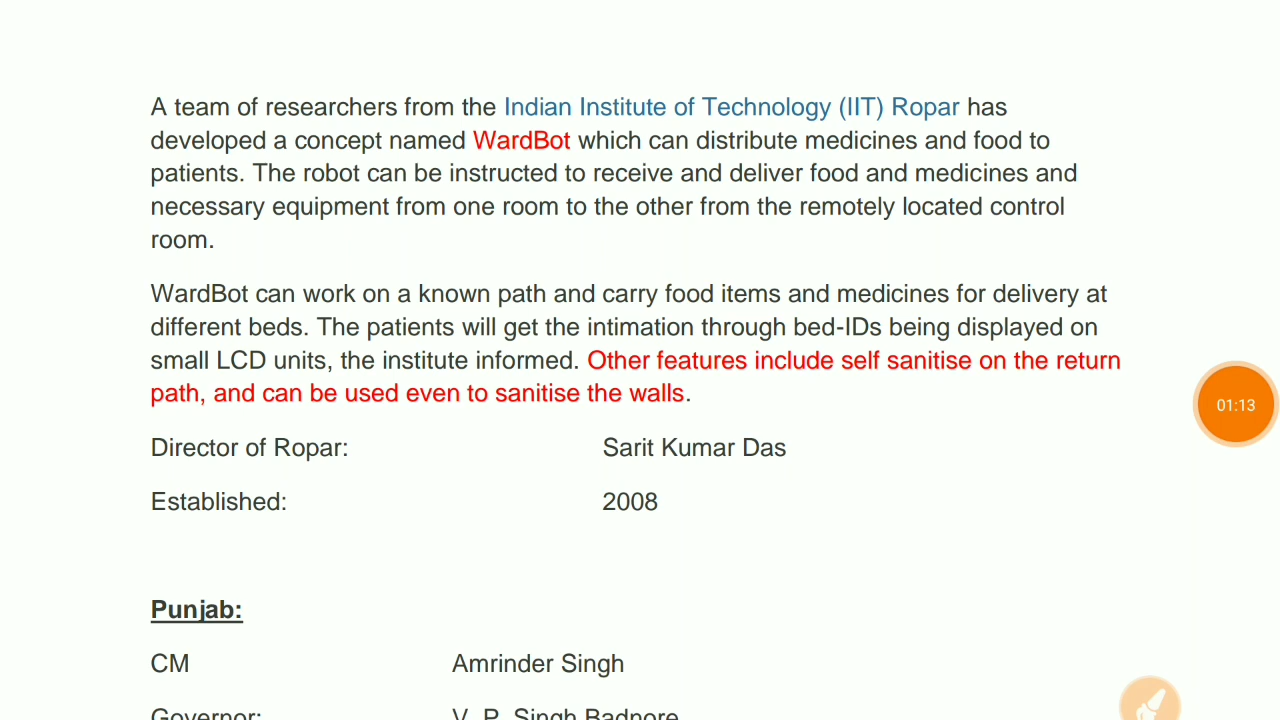 A team of researchers from the Indian Institute of Technology (IIT) Ropar has
developed a concept named WardBot which can distribute medicines and food to
patients. The robot can be instructed to receive and deliver food and medicines and
necessary equipment from one room to the other from the remotely located control
room.
WardBot can work on a known path and carry food items and medicines for delivery at
different beds. The patients will get the intimation through bed-IDs being displayed on
small LCD units, the institute informed. Other features include self sanitise on the return
path, and can be used even to sanitise the walls.
01:13
Director of Ropar: Sarit Kumar Das
Established: 2008
Punjab:
CM Amrinder Singh
Governor: V. P. Singh Badnore